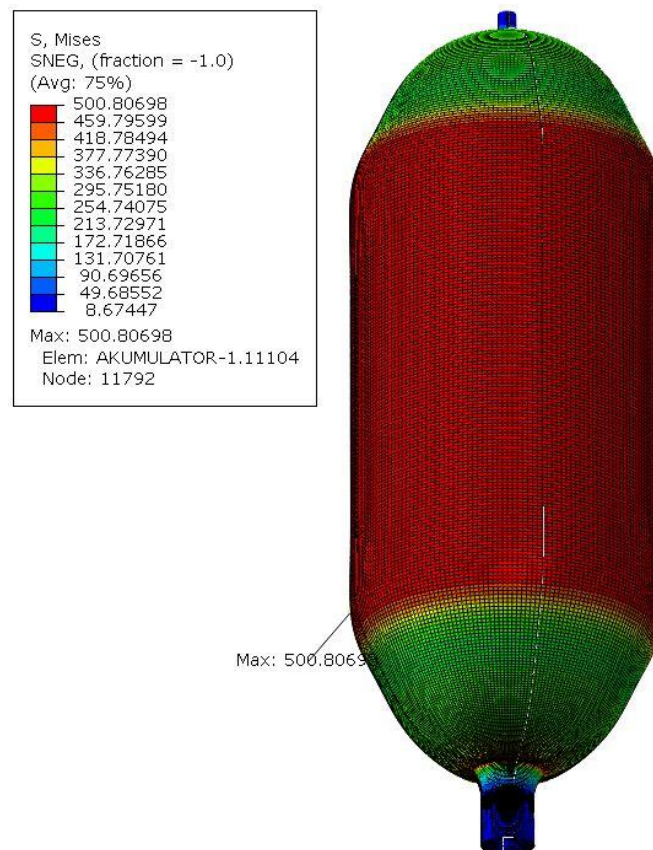 S, Mises
SNEG, (fraction = -1.0)
(Avg: 75%)
500.80698
459.79599
418.78494
377.77390
336.76285
295.75180
254.74075
213.72971
172.71866
131.70761
90.69656
49.68552
8.67447
Max: 500.80698
Elem: AKUMULATOR-1.11104
Node: 11792
Max: 500.8069